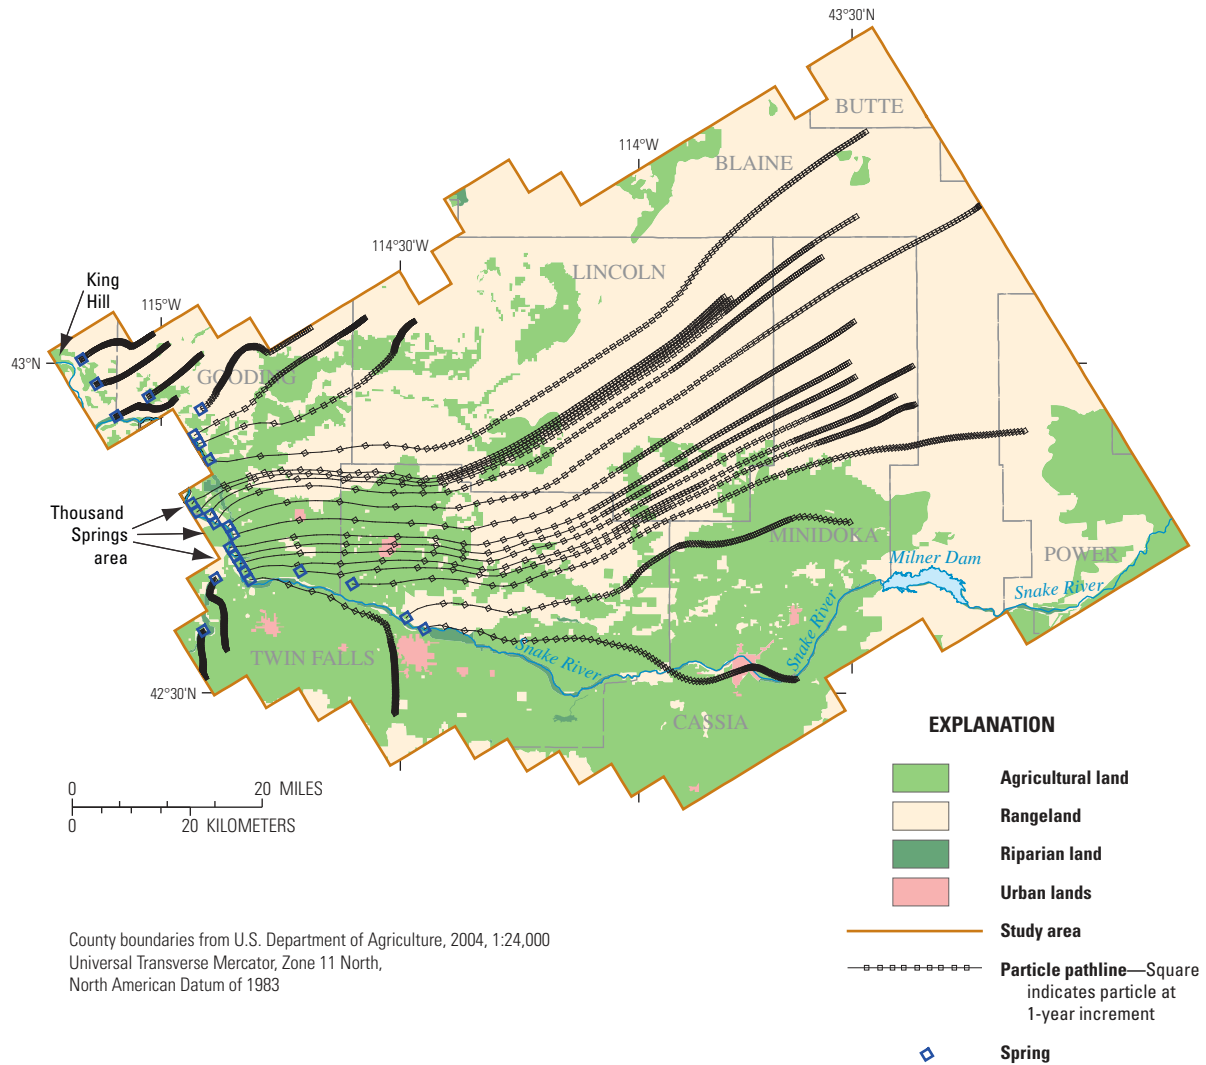 43°30'N
BUTTE
114°W
BLAINE
114°30'W
LINCOLN
King
Hill
115°W
43°N
GOODING
Thousand
Springs
area
MINIDOKA
POWER
Milner Dam
Snake River
Snake River
Snake River
TWIN FALLS
42°30'N
CASSIA
0 20 MILES
0 20 KILOMETERS
EXPLANATION
Agricultural land
Rangeland
Riparian land
Urban lands
Study area
Particle pathline—Square
indicates particle at
1-year increment
Spring
County boundaries from U.S. Department of Agriculture, 2004, 1:24,000
Universal Transverse Mercator, Zone 11 North,
North American Datum of 1983